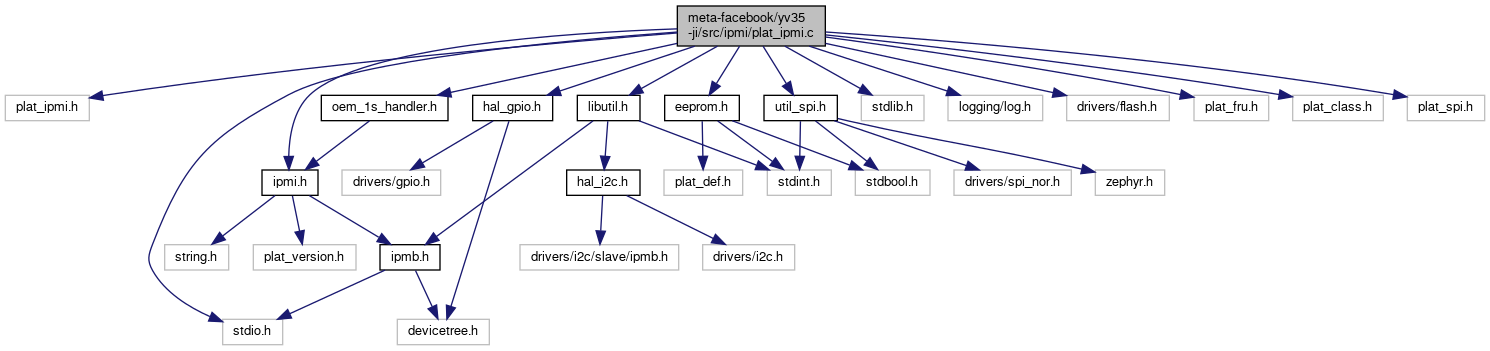 meta-facebook/yv35
-ji/src/ipmi/plat_ipmi.c
plat_ipmi.h
oem_1s_handler.h
hal_gpio.h
libutil.h
eeprom.h
util_spi.h
stdlib.h
logging/log.h
drivers/flash.h
plat_fru.h
plat_class.h
plat_spi.h
ipmi.h
drivers/gpio.h
hal_i2c.h
plat_def.h
stdint.h
stdbool.h
drivers/spi_nor.h
zephyr.h
string.h
plat_version.h
ipmb.h
drivers/i2c/slave/ipmb.h
drivers/i2c.h
stdio.h
devicetree.h